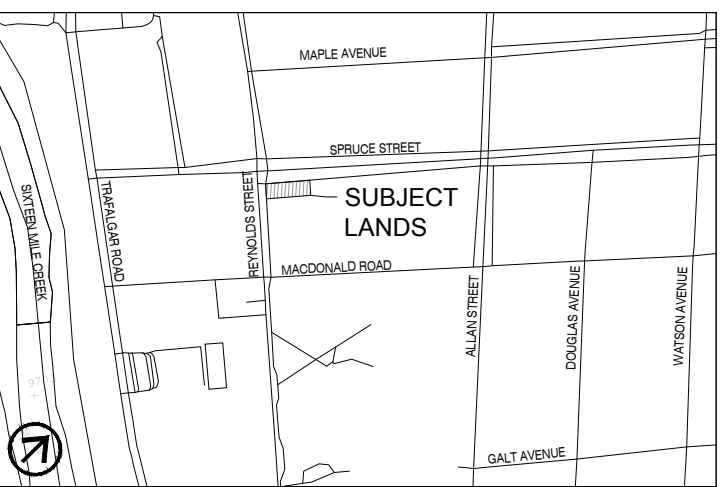 MAPLE AVENUE
SPRUCE STREET
SUBJECT
LANDS
SIXTEEN MILE CREEK
TRAFALGAR ROAD
REYNOLDS STREET
MACDONALD ROAD
ALLAN STREET
DOUGLAS AVENUE
WATSON AVENUE
GALT AVENUE